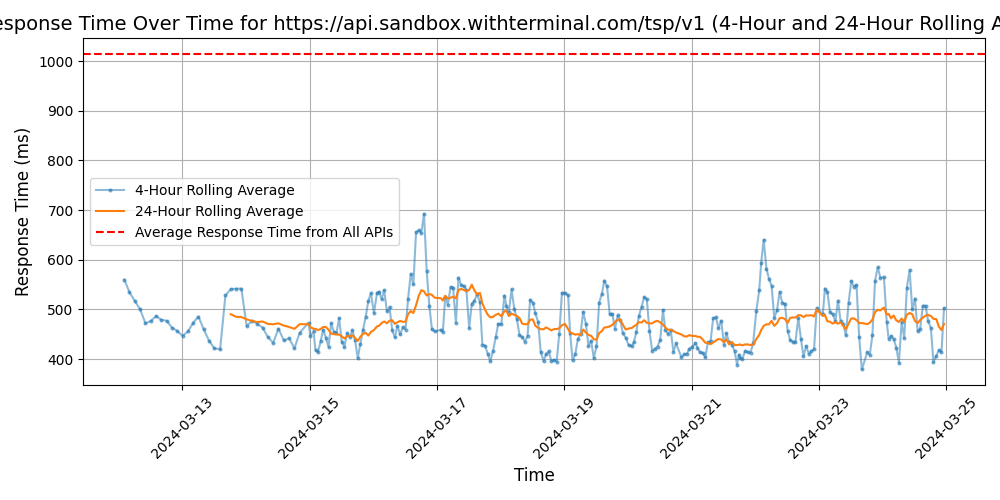 esponse Time Over Time for https://api.sandbox.withterminal.com/tsp/v1 (4-Hour and 24-Hour Rolling A
Response Time (ms)
1000
900
800
700
600
500
400
4-Hour Rolling Average
24-Hour Rolling Average
Average Response Time from All APIs
2024-03-13
2024-03-15
2024-03-17
2024-03-19
2024-03-21
2024-03-23
2024-03-25
Time